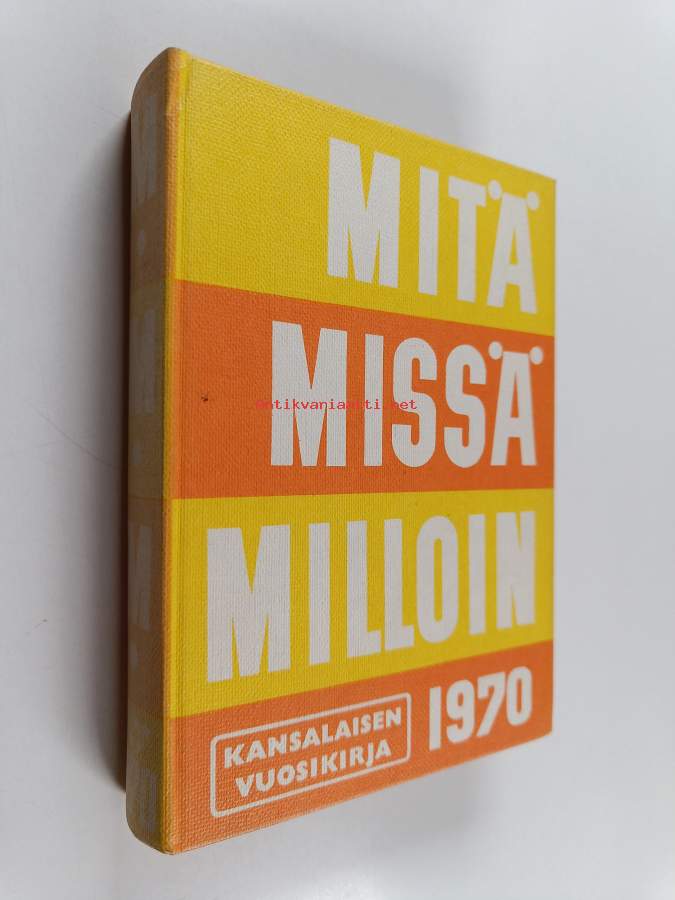 MITÄ
MISSÄ
antikvariaatti.net
MILLOIN
KANSALAISEN
VUOSIKIRJA
1970
M.M.M.